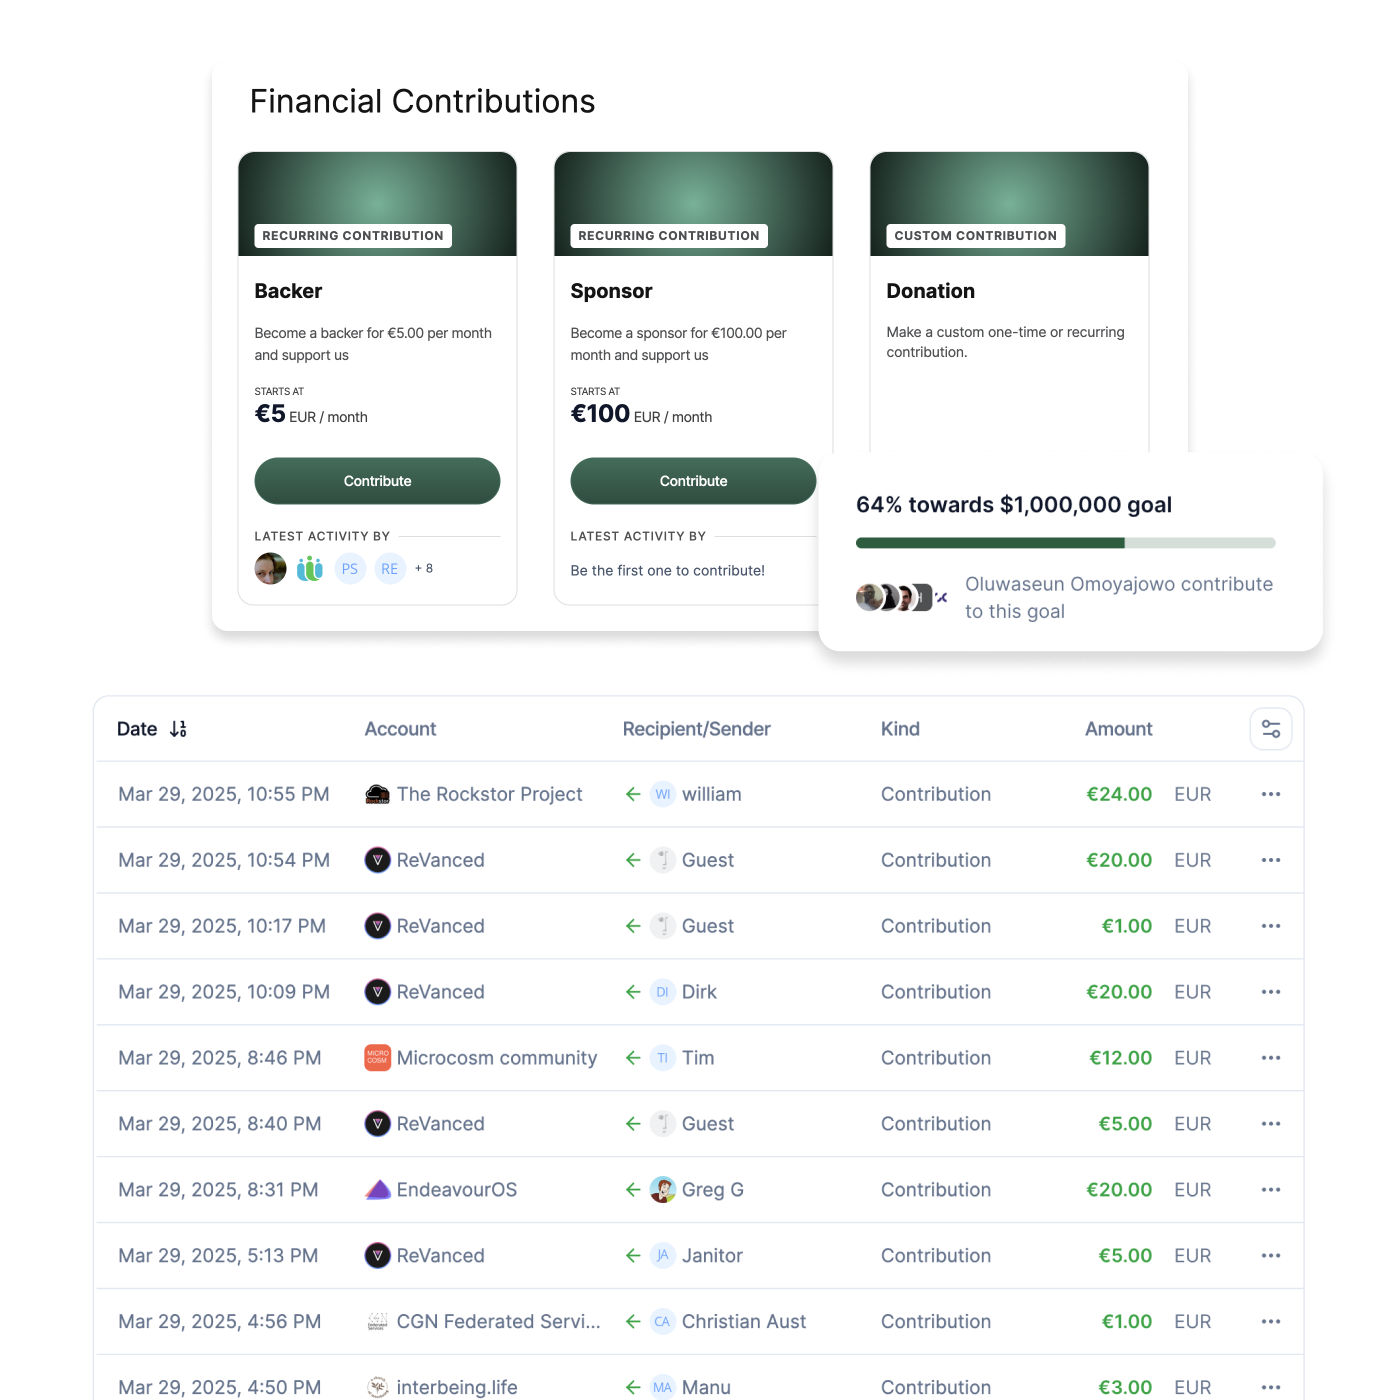 Financial Contributions
RECURRING CONTRIBUTION
Backer
Become a backer for €5.00 per month
and support us
STARTS AT
€5 EUR / month
Contribute
LATEST ACTIVITY BY
PS RE + 8
RECURRING CONTRIBUTION
Sponsor
Become a sponsor for €100.00 per
month and support us
STARTS AT
€100 EUR / month
Contribute
LATEST ACTIVITY BY
Be the first one to contribute!
CUSTOM CONTRIBUTION
Donation
Make a custom one-time or recurring
contribution.
64% towards $1,000,000 goal
Oluwaseun Omoyajowo contribute
to this goal
Date Account Recipient/Sender Kind Amount
Mar 29, 2025, 10:55 PM The Rockstor Project WI william Contribution €24.00 EUR
Mar 29, 2025, 10:54 PM ReVanced Guest Contribution €20.00 EUR
Mar 29, 2025, 10:17 PM ReVanced Guest Contribution €1.00 EUR
Mar 29, 2025, 10:09 PM ReVanced DI Dirk Contribution €20.00 EUR
Mar 29, 2025, 8:46 PM MICRO COSM Microcosm community TI Tim Contribution €12.00 EUR
Mar 29, 2025, 8:40 PM ReVanced Guest Contribution €5.00 EUR
Mar 29, 2025, 8:31 PM EndeavourOS Greg G Contribution €20.00 EUR
Mar 29, 2025, 5:13 PM ReVanced JA Janitor Contribution €5.00 EUR
Mar 29, 2025, 4:56 PM CGN Federated Servi... CA Christian Aust Contribution €1.00 EUR
Mar 29, 2025, 4:50 PM interbeing.life MA Manu Contribution €3.00 EUR